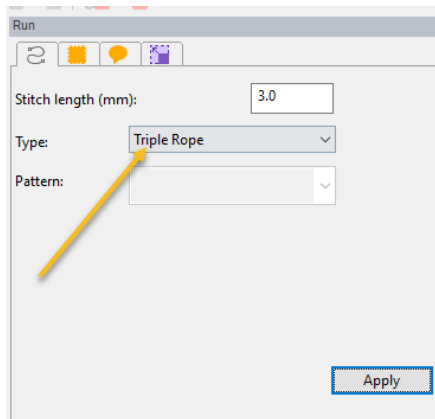 Run
Stitch length (mm): 3.0
Type: Triple Rope
Pattern:
Apply